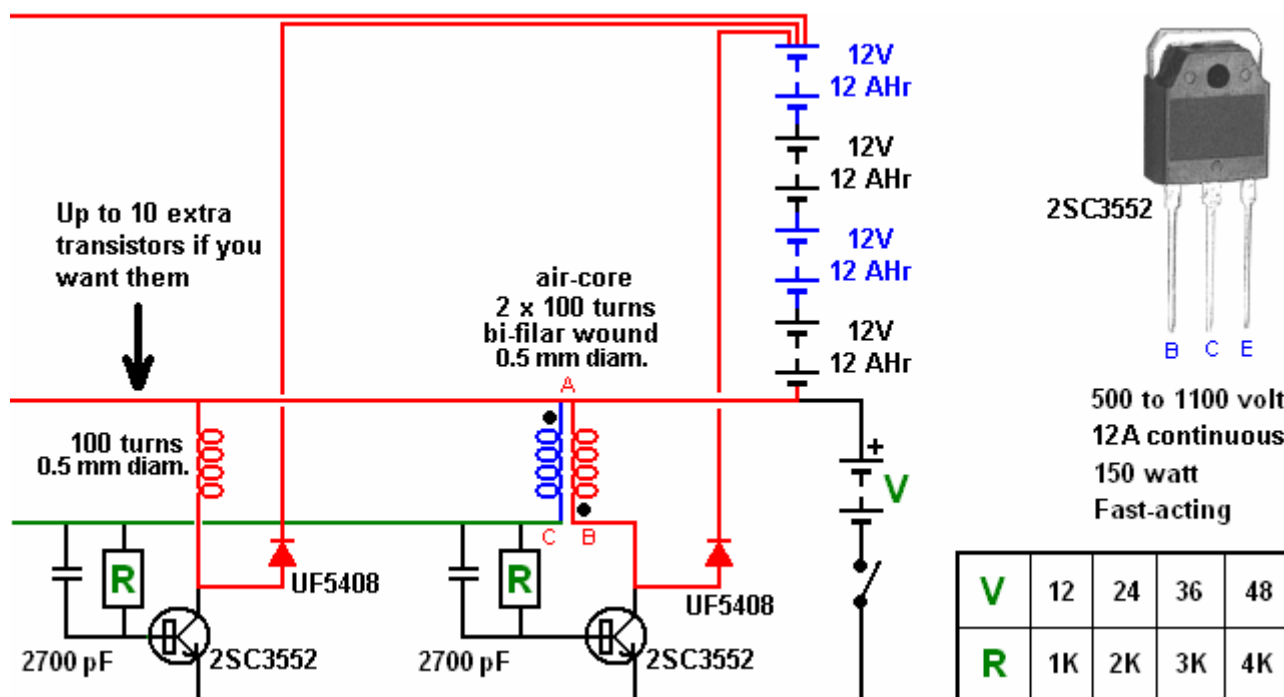 12V
12 AHr
12V
12 AHr
12V
12 AHr
12V
12 AHr
Up to 10 extra
transistors if you
want them
air-core
2 x 100 turns
bi-filar wound
0.5 mm diam.
A
100 turns
0.5 mm diam.
C
B
+
V
R
UF5408
R
UF5408
2700 pF
2SC3552
2700 pF
2SC3552
2SC3552
B C E
500 to 1100 volt
12A continuous
150 watt
Fast-acting
V 12 24 36 48
R 1K 2K 3K 4K